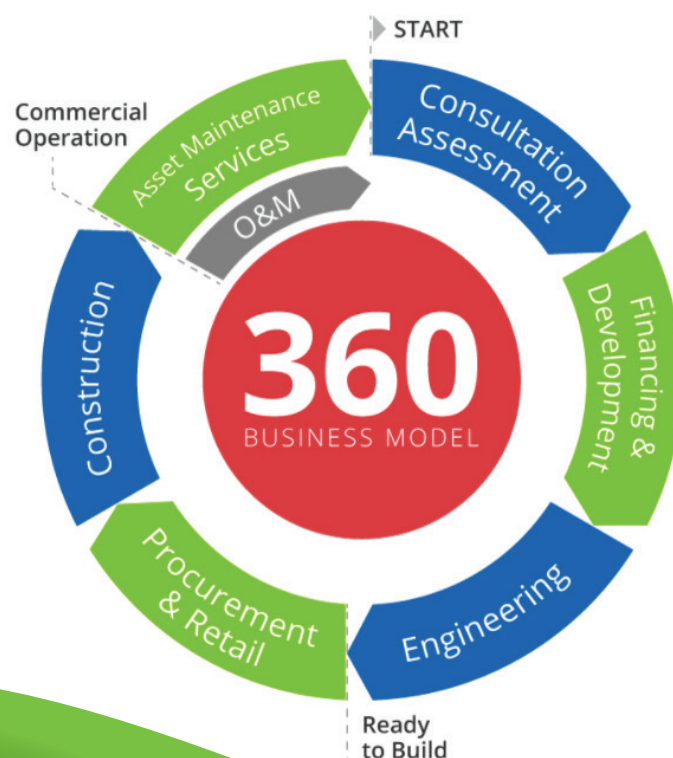 START
Consultation
Assessment
Financing &
Development
Engineering
Ready
to Build
Procurement
& Retail
Construction
Commercial
Operation
Asset Maintenance
Services
O&M
360
BUSINESS MODEL